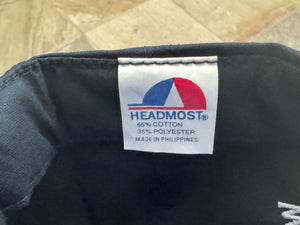 HEADMOST®
65% COTTON
35% POLYESTER
MADE IN PHILIPPINES